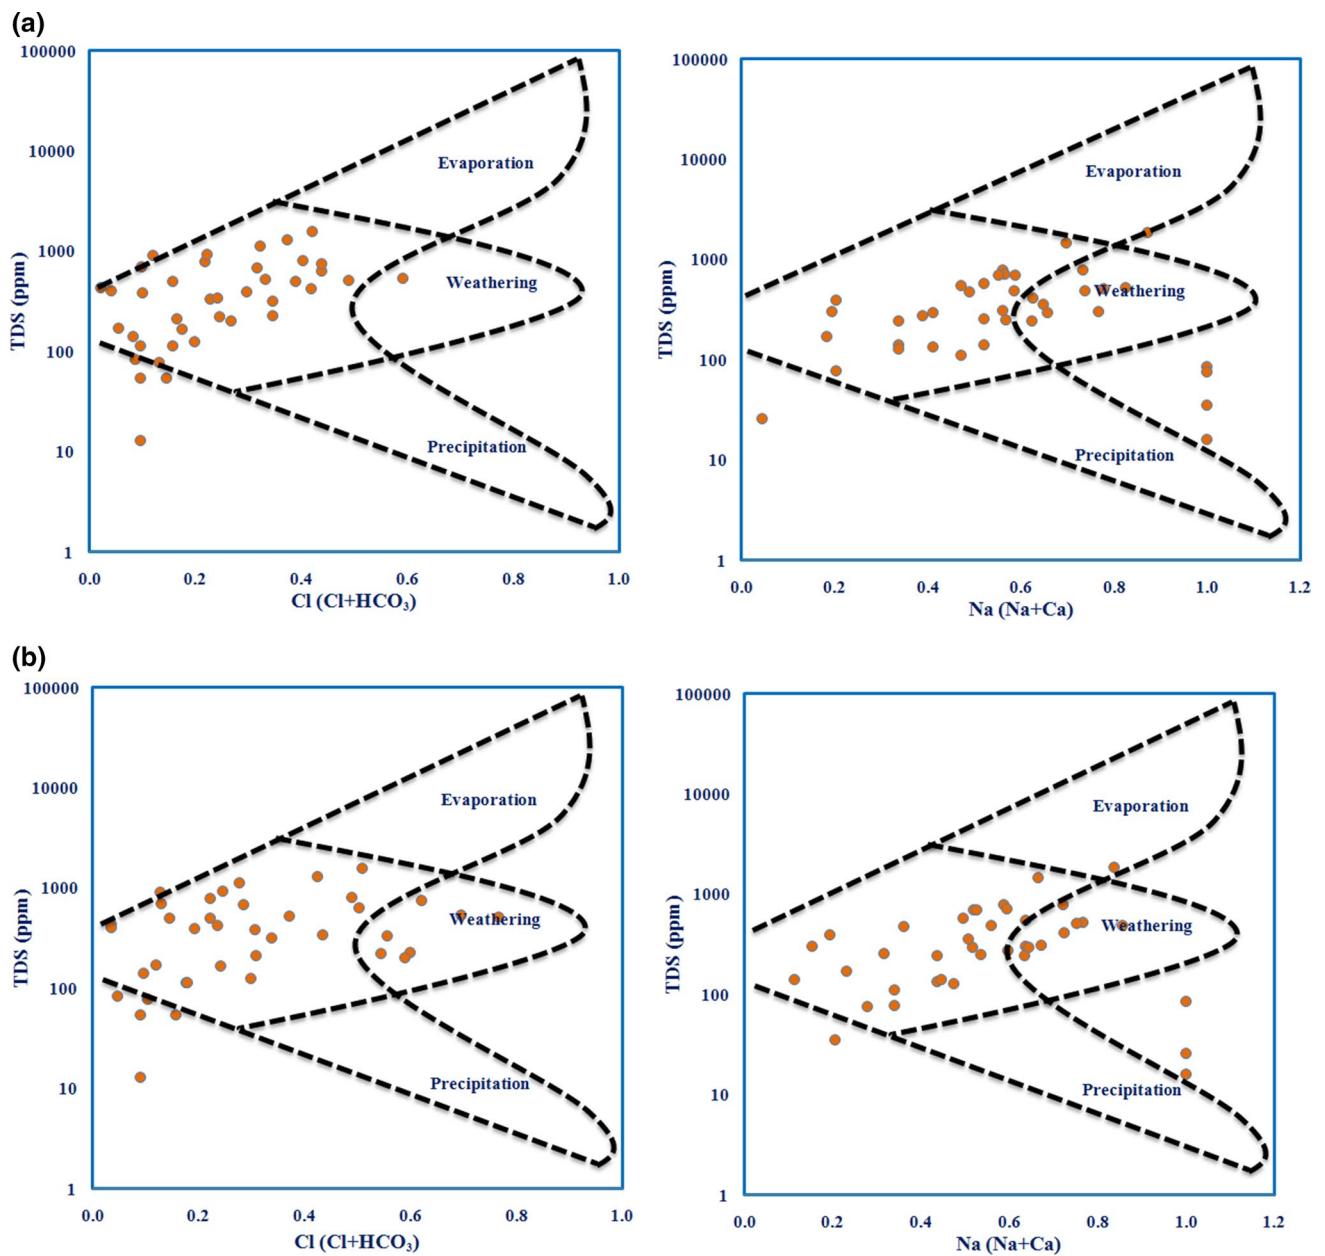 (a)
100000
10000
1000
100
10
1
TDS (ppm)
Evaporation
Weathering
Precipitation
0.0 0.2 0.4 0.6 0.8 1.0
Cl (Cl+HCO₃)
100000
10000
1000
100
10
1
TDS (ppm)
Evaporation
Weathering
Precipitation
0.0 0.2 0.4 0.6 0.8 1.0 1.2
Na (Na+Ca)
(b)
100000
10000
1000
100
10
1
TDS (ppm)
Evaporation
Weathering
Precipitation
0.0 0.2 0.4 0.6 0.8 1.0
Cl (Cl+HCO₃)
100000
10000
1000
100
10
1
TDS (ppm)
Evaporation
Weathering
Precipitation
0.0 0.2 0.4 0.6 0.8 1.0 1.2
Na (Na+Ca)